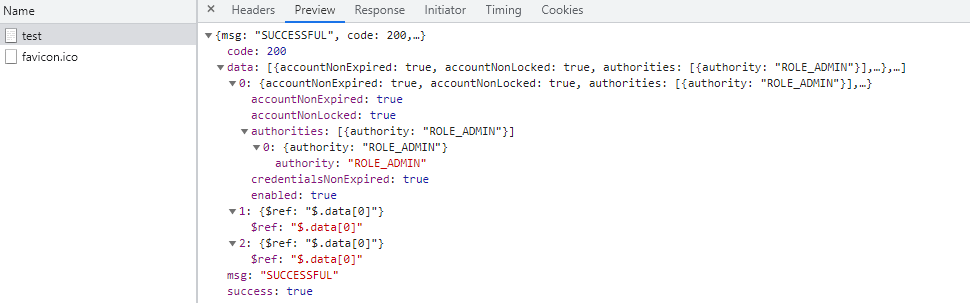 Name
test
favicon.ico
× Headers Preview Response Initiator Timing Cookies
{msg: "SUCCESSFUL", code: 200,…}
code: 200
data: [{accountNonExpired: true, accountNonLocked: true, authorities: [{authority: "ROLE_ADMIN"}],…},…]
0: {accountNonExpired: true, accountNonLocked: true, authorities: [{authority: "ROLE_ADMIN"}],…}
accountNonExpired: true
accountNonLocked: true
authorities: [{authority: "ROLE_ADMIN"}]
0: {authority: "ROLE_ADMIN"}
authority: "ROLE_ADMIN"
credentialsNonExpired: true
enabled: true
1: {$ref: "$.data[0]"}
$ref: "$.data[0]"
2: {$ref: "$.data[0]"}
$ref: "$.data[0]"
msg: "SUCCESSFUL"
success: true